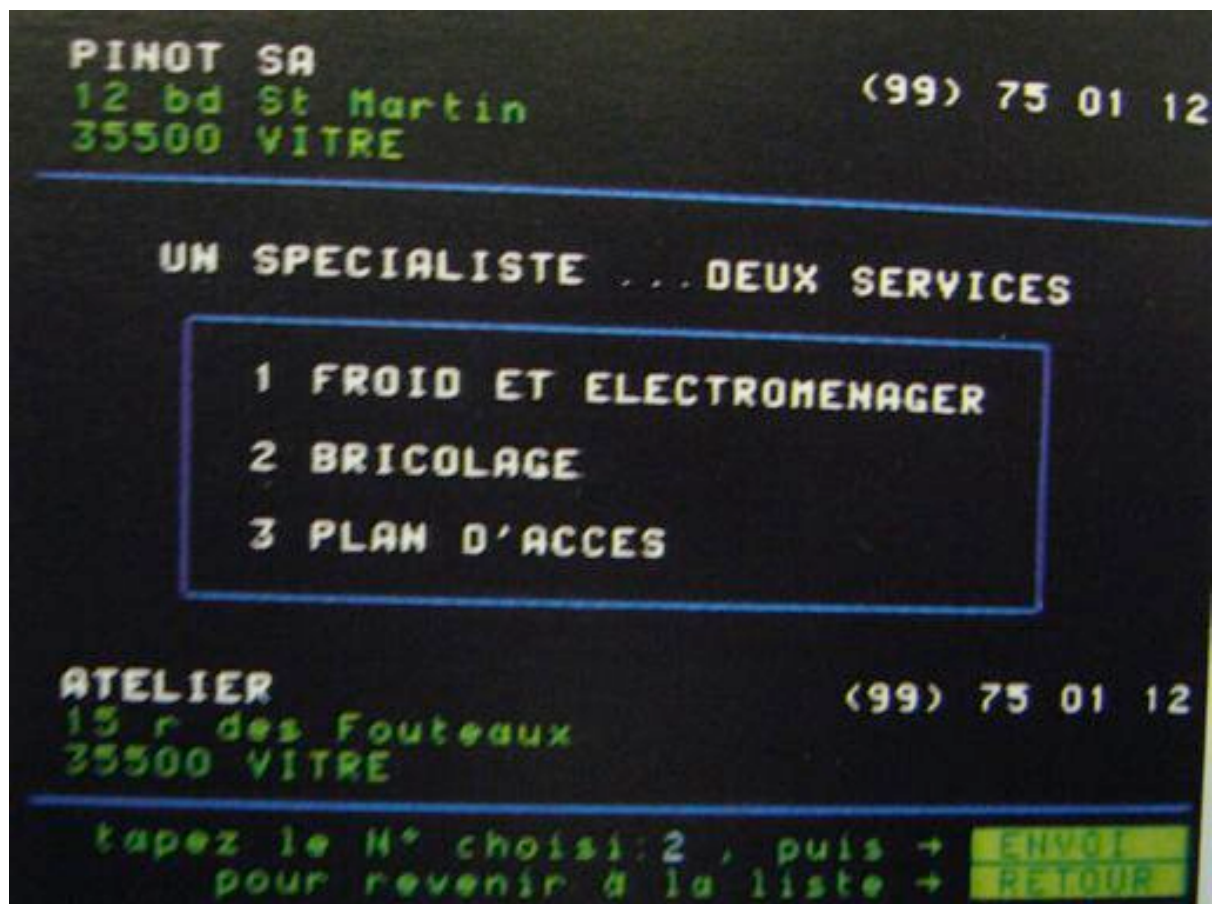 PINOT SA
12 bd St Martin
35500 VITRE
(99) 75 01 12
UN SPECIALISTE ...DEUX SERVICES
1 FROID ET ELECTROMENAGER
2 BRICOLAGE
3 PLAN D'ACCES
ATELIER
15 r des Fouteaux
35500 VITRE
(99) 75 01 12
tapez le N° choisi:2 , puis → ENVOI
pour revenir à la liste → RETOUR